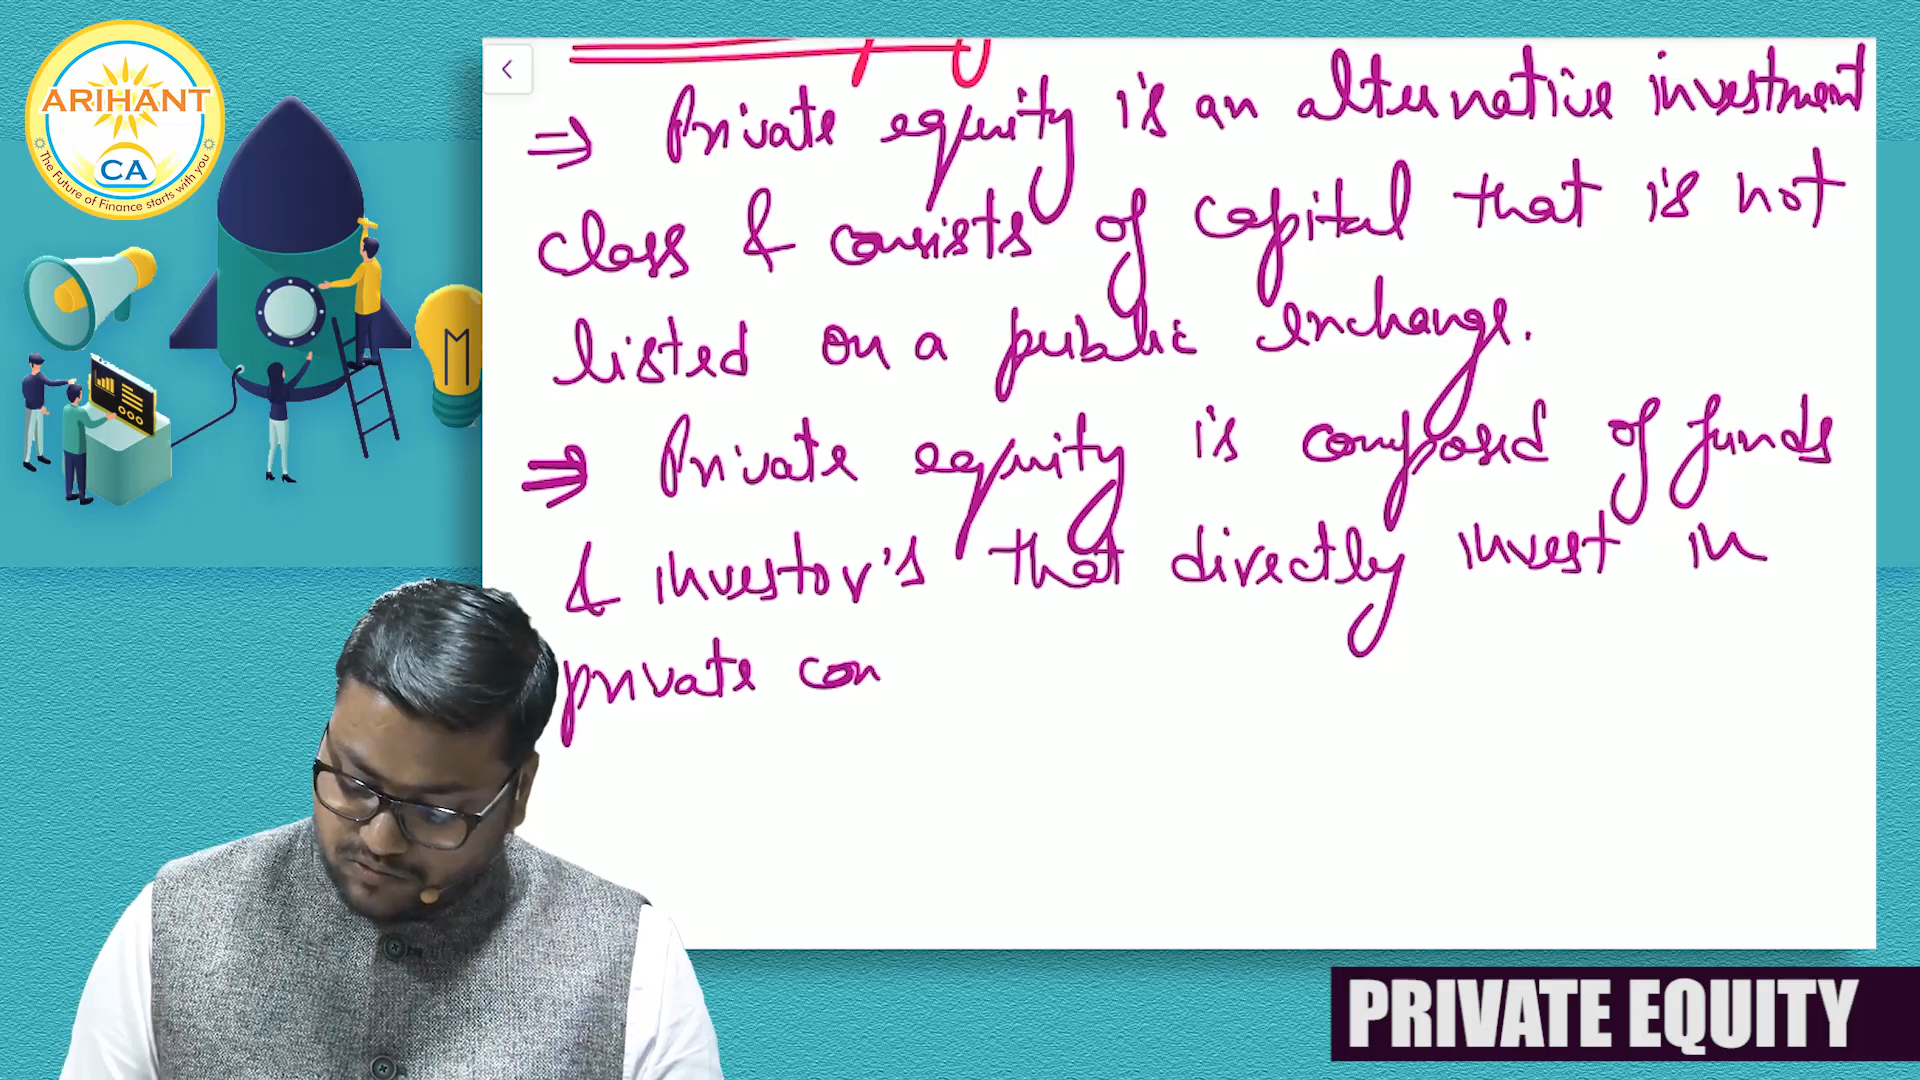 ARIHANT
CA
The Future of Finance starts with you
⇒ Private equity is an alternative investment
class & consists of capital that is not
listed on a public exchange.
⇒ Private equity is composed of funds
& investor's that directly invest in
private com
PRIVATE EQUITY